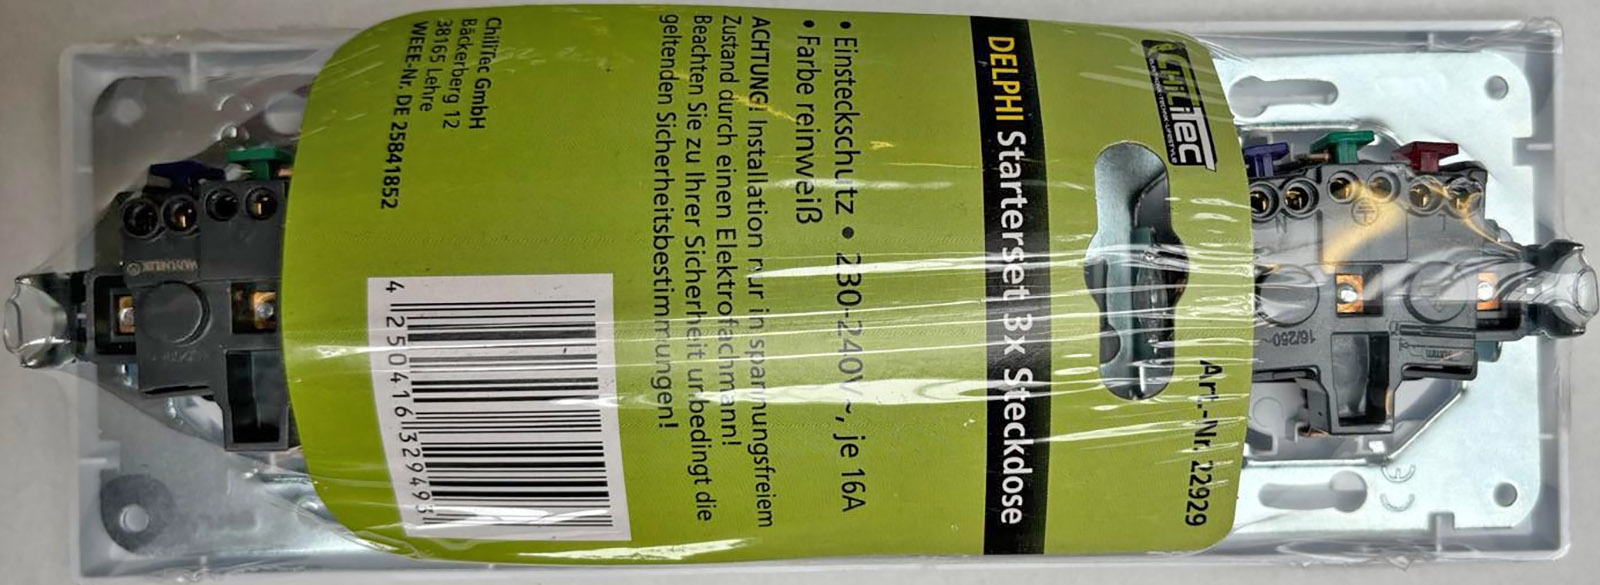 CHiLiTEC
Art.-Nr. 22929
DELPHI Starterset 3x Steckdose
• Einsteckschutz • 230-240V~, je 16A
• Farbe reinweiß
ACHTUNG! Installation nur in spannungsfreiem
Zustand durch einen Elektrofachmann!
Beachten Sie zu Ihrer Sicherheit unbedingt die
geltenden Sicherheitsbestimmungen!
ChiliTec GmbH
Bäckerberg 12
38165 Lehre
WEEE-Nr. DE 25841852
4 250416 329493
16/250~